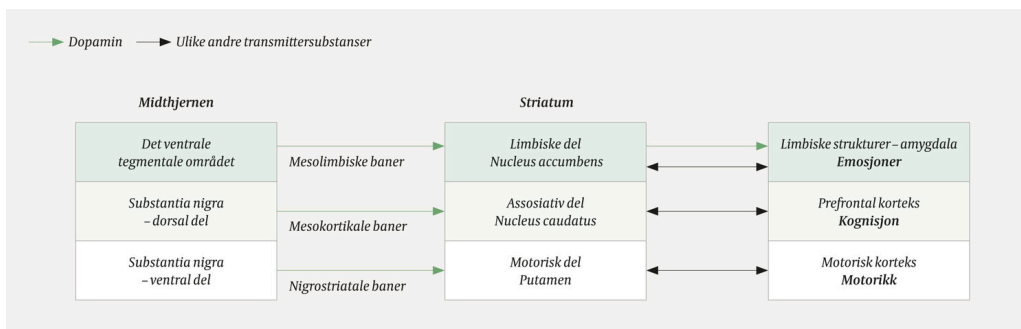 Dopamin
Ulike andre transmittersubstanser
Midthjernen
Striatum
Det ventrale
tegmentale området
Mesolimbiske baner
Limbiske del
Nucleus accumbens
Limbiske strukturer – amygdala
Emosjoner
Substantia nigra
– dorsal del
Mesokortikale baner
Assosiativ del
Nucleus caudatus
Prefrontal korteks
Kognisjon
Substantia nigra
– ventral del
Nigrostriatale baner
Motorisk del
Putamen
Motorisk korteks
Motorikk